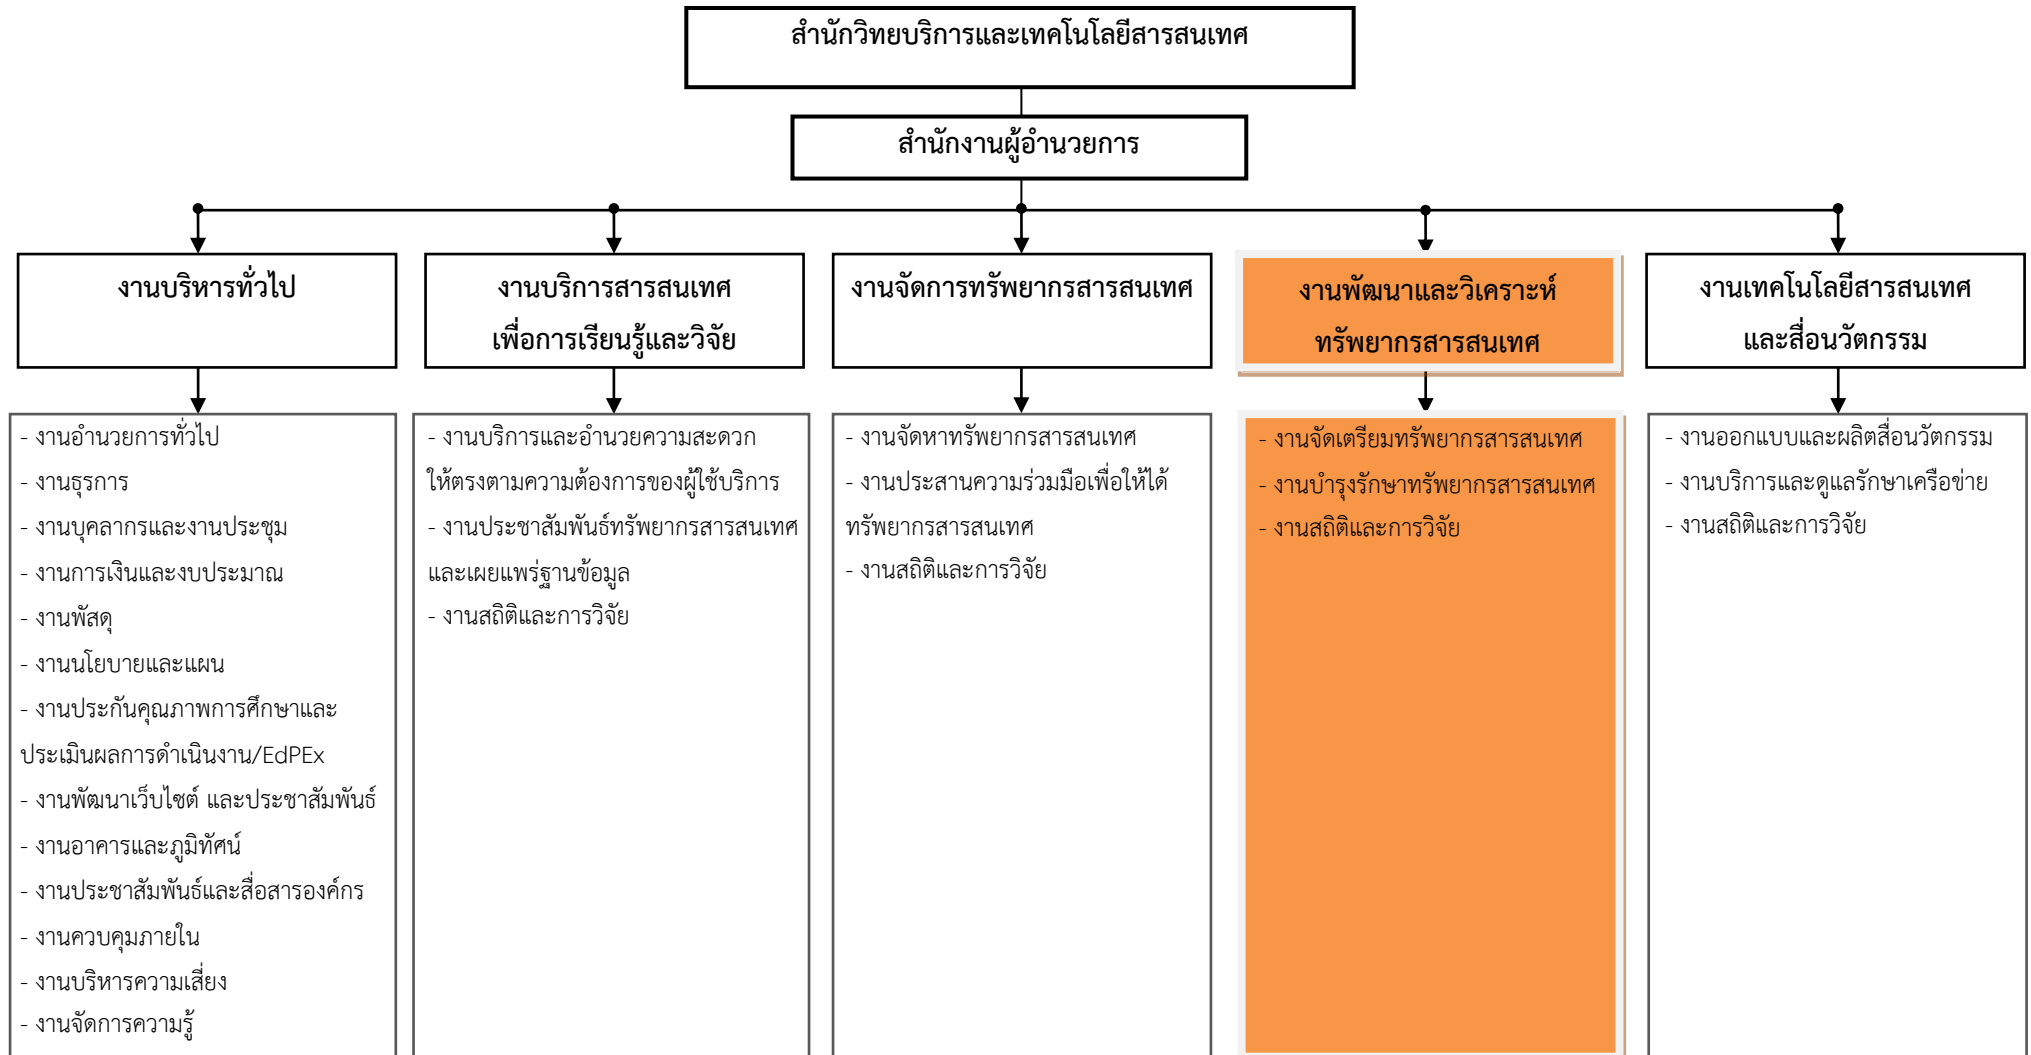 สำนักวิทยบริการและเทคโนโลยีสารสนเทศ
สำนักงานผู้อำนวยการ
งานบริหารทั่วไป
- งานอำนวยการทั่วไป
- งานธุรการ
- งานบุคลากรและงานประชุม
- งานการเงินและงบประมาณ
- งานพัสดุ
- งานนโยบายและแผน
- งานประกันคุณภาพการศึกษาและ
ประเมินผลการดำเนินงาน/EdPEx
- งานพัฒนาเว็บไซต์ และประชาสัมพันธ์
- งานอาคารและภูมิทัศน์
- งานประชาสัมพันธ์และสื่อสารองค์กร
- งานควบคุมภายใน
- งานบริหารความเสี่ยง
- งานจัดการความรู้
งานบริการสารสนเทศ
เพื่อการเรียนรู้และวิจัย
- งานบริการและอำนวยความสะดวก
ให้ตรงตามความต้องการของผู้ใช้บริการ
- งานประชาสัมพันธ์ทรัพยากรสารสนเทศ
และเผยแพร่ฐานข้อมูล
- งานสถิติและการวิจัย
งานจัดการทรัพยากรสารสนเทศ
- งานจัดหาทรัพยากรสารสนเทศ
- งานประสานความร่วมมือเพื่อให้ได้
ทรัพยากรสารสนเทศ
- งานสถิติและการวิจัย
งานพัฒนาและวิเคราะห์
ทรัพยากรสารสนเทศ
- งานจัดเตรียมทรัพยากรสารสนเทศ
- งานบำรุงรักษาทรัพยากรสารสนเทศ
- งานสถิติและการวิจัย
งานเทคโนโลยีสารสนเทศ
และสื่อนวัตกรรม
- งานออกแบบและผลิตสื่อนวัตกรรม
- งานบริการและดูแลรักษาเครือข่าย
- งานสถิติและการวิจัย